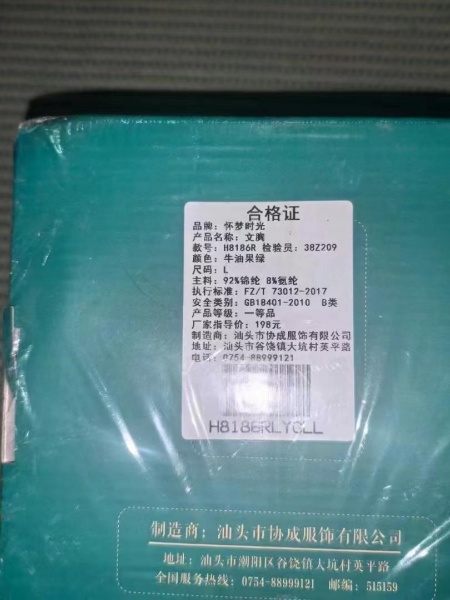 合格证
品牌：怀梦时光
产品名称：文胸
款号：H8186R 检验员：38Z209
颜色：牛油果绿
尺码：L
主料：92%锦纶 8%氨纶
执行标准：FZ/T 73012-2017
安全类别：GB18401-2010 B类
产品等级：一等品
厂家指导价：198元
制造商：汕头市协成服饰有限公司
地址：汕头市谷饶镇大坑村英平路
电话：0754-88999121
H8186RLYGLL
制造商：汕头市协成服饰有限公司
地址：汕头市潮阳区谷饶镇大坑村英平路
全国服务热线：0754-88999121 邮编：515159